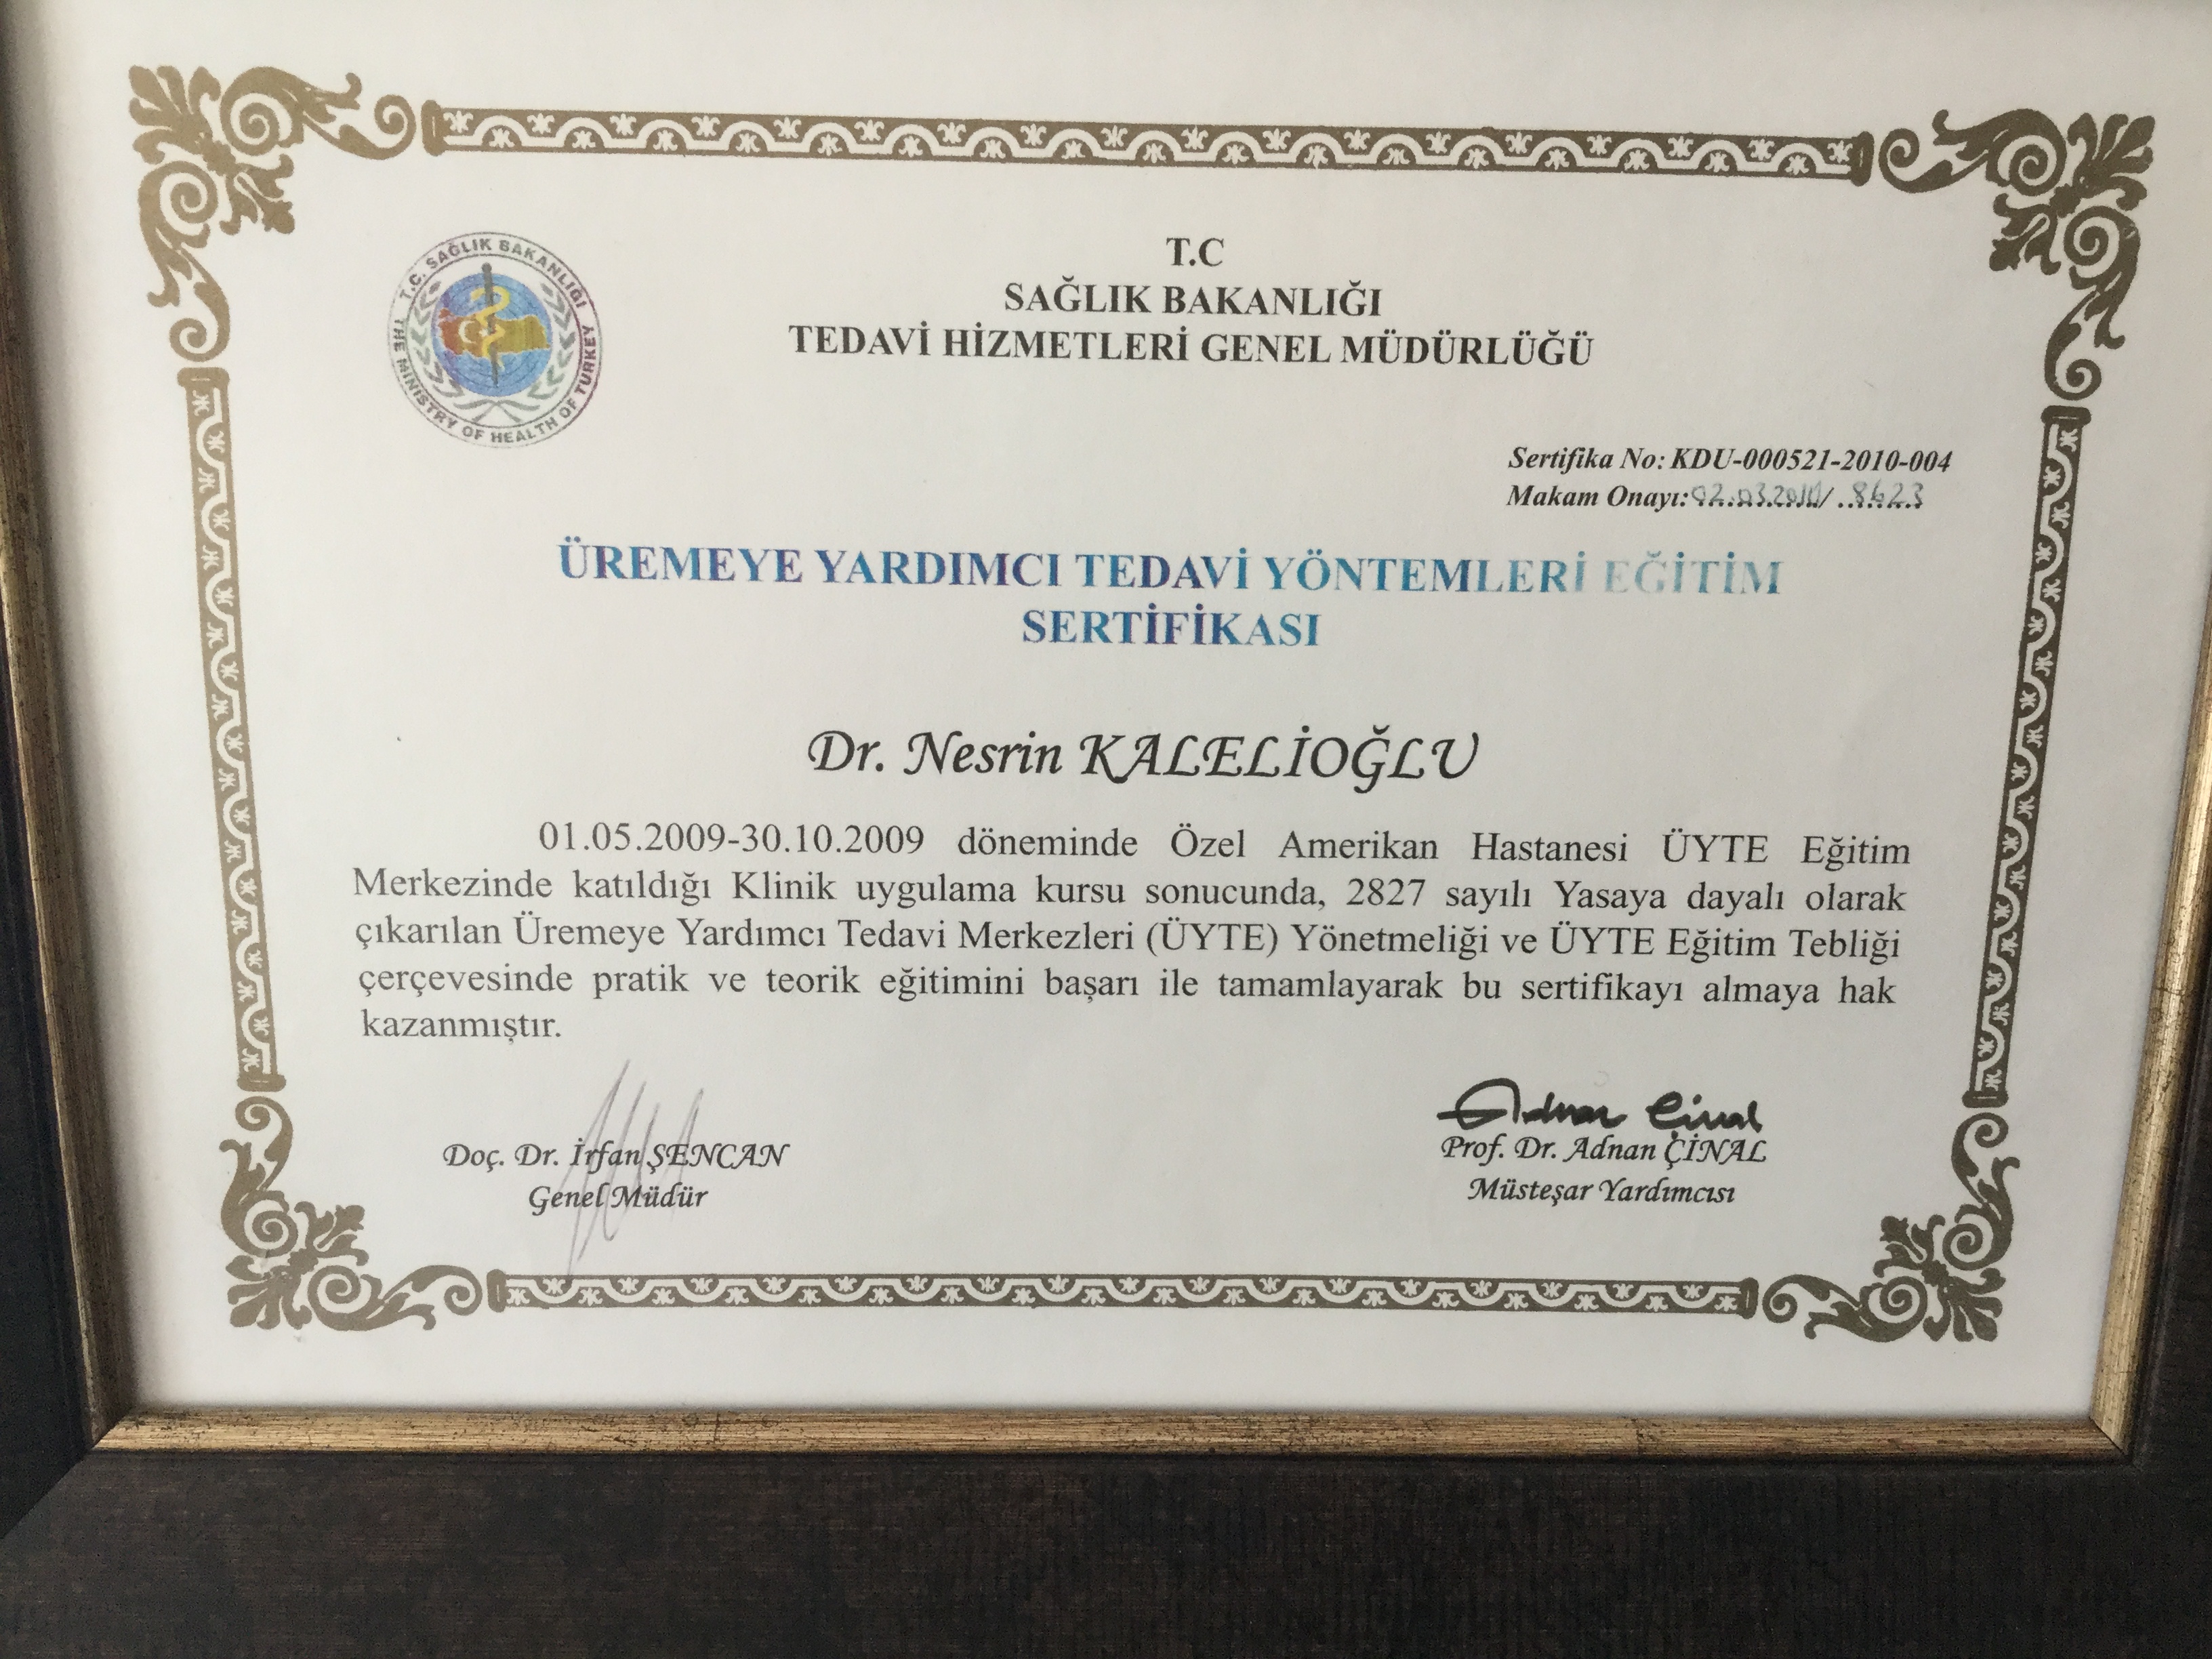 T.C. SAĞLIK BAKANLIĞI
THE MINISTRY OF HEALTH OF TURKEY
T.C
SAĞLIK BAKANLIĞI
TEDAVİ HİZMETLERİ GENEL MÜDÜRLÜĞÜ
Sertifika No: KDU-000521-2010-004
Makam Onayı: 02.03.2010/ 8623
ÜREMEYE YARDIMCI TEDAVİ YÖNTEMLERİ EĞİTİM
SERTİFİKASI
Dr. Nesrin KALELİOĞLU
01.05.2009-30.10.2009 döneminde Özel Amerikan Hastanesi ÜYTE Eğitim
Merkezinde katıldığı Klinik uygulama kursu sonucunda, 2827 sayılı Yasaya dayalı olarak
çıkarılan Üremeye Yardımcı Tedavi Merkezleri (ÜYTE) Yönetmeliği ve ÜYTE Eğitim Tebliği
çerçevesinde pratik ve teorik eğitimini başarı ile tamamlayarak bu sertifikayı almaya hak
kazanmıştır.
Adnan Çinal
Doç. Dr. İrfan ŞENCAN
Genel Müdür
Prof. Dr. Adnan ÇİNAL
Müsteşar Yardımcısı